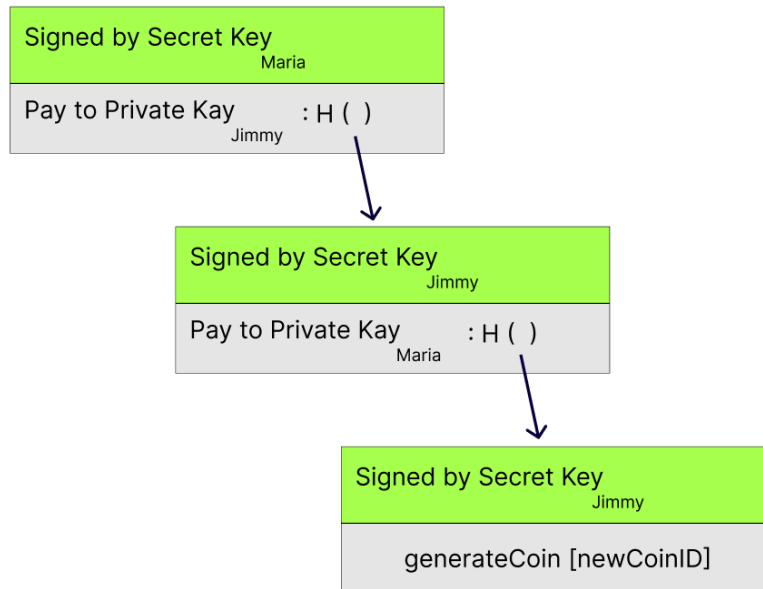 Signed by Secret Key
Maria
Pay to Private Kay : H ( )
Jimmy
Signed by Secret Key
Jimmy
Pay to Private Kay : H ( )
Maria
Signed by Secret Key
Jimmy
generateCoin [newCoinID]